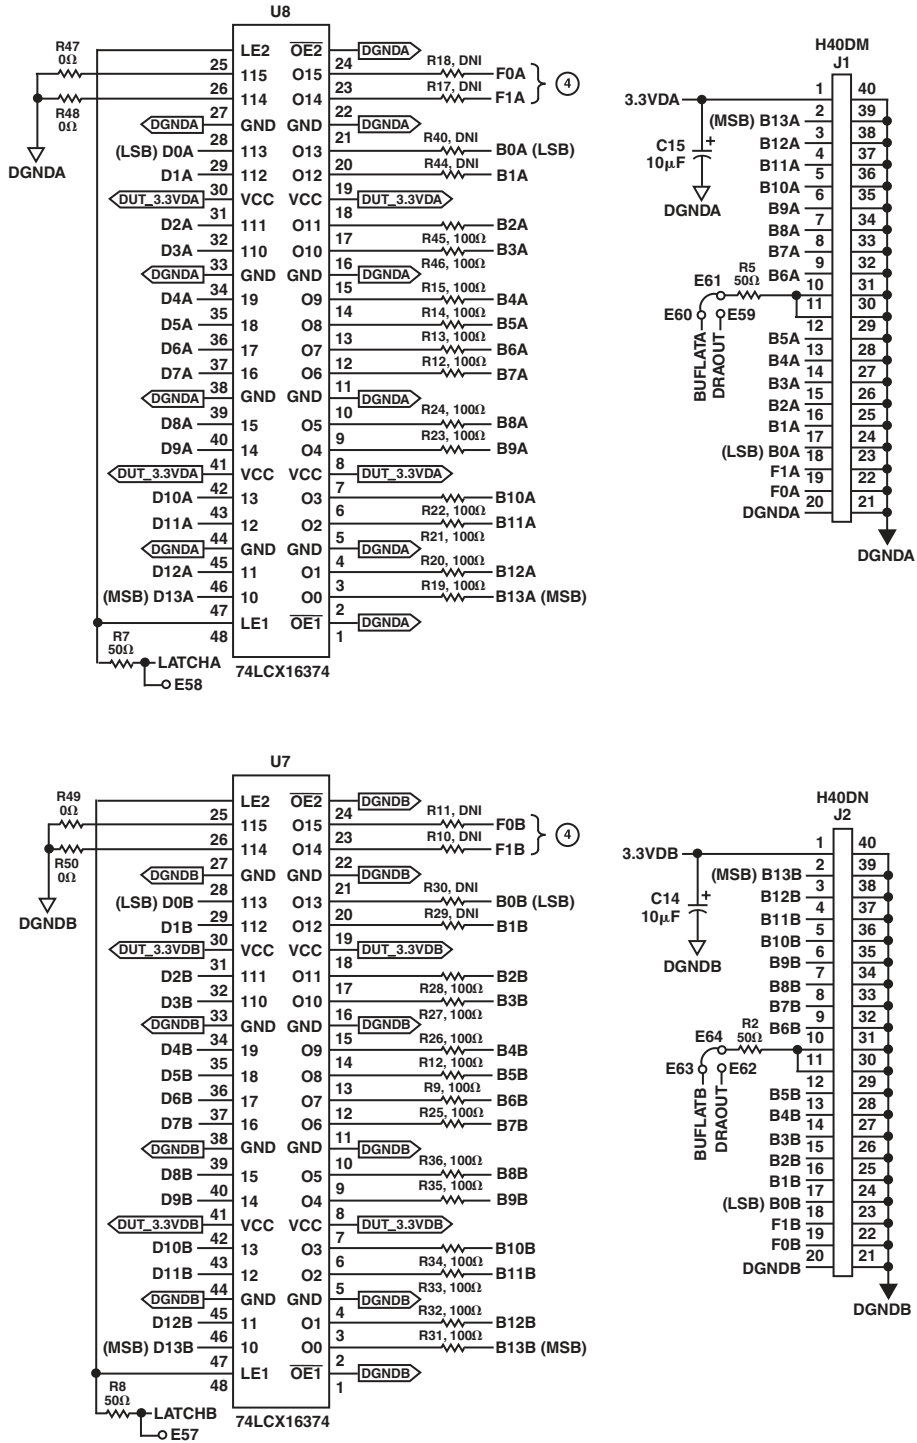 U8
R47
0Ω
LE2 OE2 DGNDA
25 24 R18, DNI
115 O15 F0A
26 23 R17, DNI
114 O14 F1A
4
R48
0Ω
27 22
DGNDA GND GND DGNDA
28 21 R40, DNI
(LSB) D0A 113 O13 B0A (LSB)
DGNDA
29 20 R44, DNI
D1A 112 O12 B1A
30 19
DUT_3.3VDA VCC VCC DUT_3.3VDA
31 18
D2A 111 O11 B2A
32 17 R45, 100Ω
D3A 110 O10 B3A
33 16 R46, 100Ω
DGNDA GND GND DGNDA
34 15 R15, 100Ω
D4A 19 O9 B4A
35 14 R14, 100Ω
D5A 18 O8 B5A
36 13 R13, 100Ω
D6A 17 O7 B6A
37 12 R12, 100Ω
D7A 16 O6 B7A
38 11
DGNDA GND GND DGNDA
39 10 R24, 100Ω
D8A 15 O5 B8A
40 9 R23, 100Ω
D9A 14 O4 B9A
41 8
DUT_3.3VDA VCC VCC DUT_3.3VDA
42 7
D10A 13 O3 B10A
43 6 R22, 100Ω
D11A 12 O2 B11A
44 5 R21, 100Ω
DGNDA GND GND DGNDA
45 4 R20, 100Ω
D12A 11 O1 B12A
46 3 R19, 100Ω
(MSB) D13A 10 O0 B13A (MSB)
47 2
LE1 OE1 DGNDA
48 1
R7
50Ω
LATCHA
E58
74LCX16374
H40DM
J1
1 40
3.3VDA
2 39
(MSB) B13A
3 38
B12A
C15 +
10µF
DGNDA
4 37
B11A
5 36
B10A
6 35
B9A
7 34
B8A
8 33
B7A
9 32
B6A
R5
50Ω
E61
10 31
E60 E59
BUFLATA
DRAOUT
11 30
12 29
B5A
13 28
B4A
14 27
B3A
15 26
B2A
16 25
B1A
17 24
(LSB) B0A
18 23
F1A
19 22
F0A
20 21
DGNDA
DGNDA
U7
R49
0Ω
LE2 OE2 DGNDB
25 24 R11, DNI
115 O15 F0B
26 23 R10, DNI
114 O14 F1B
4
R50
0Ω
27 22
DGNDB GND GND DGNDB
28 21 R30, DNI
(LSB) D0B 113 O13 B0B (LSB)
DGNDB
29 20 R29, DNI
D1B 112 O12 B1B
30 19
DUT_3.3VDB VCC VCC DUT_3.3VDB
31 18
D2B 111 O11 B2B
32 17 R28, 100Ω
D3B 110 O10 B3B
33 16 R27, 100Ω
DGNDB GND GND DGNDB
34 15 R26, 100Ω
D4B 19 O9 B4B
35 14 R12, 100Ω
D5B 18 O8 B5B
36 13 R9, 100Ω
D6B 17 O7 B6B
37 12 R25, 100Ω
D7B 16 O6 B7B
38 11
DGNDB GND GND DGNDB
39 10 R36, 100Ω
D8B 15 O5 B8B
40 9 R35, 100Ω
D9B 14 O4 B9B
41 8
DUT_3.3VDB VCC VCC DUT_3.3VDB
42 7
D10B 13 O3 B10B
43 6 R34, 100Ω
D11B 12 O2 B11B
44 5 R33, 100Ω
DGNDB GND GND DGNDB
45 4 R32, 100Ω
D12B 11 O1 B12B
46 3 R31, 100Ω
(MSB) D13B 10 O0 B13B (MSB)
47 2
LE1 OE1 DGNDB
48 1
R8
50Ω
LATCHB
E57
74LCX16374
H40DN
J2
1 40
3.3VDB
2 39
(MSB) B13B
3 38
B12B
C14 +
10µF
DGNDB
4 37
B11B
5 36
B10B
6 35
B9B
7 34
B8B
8 33
B7B
9 32
B6B
R2
50Ω
E64
10 31
E63 E62
BUFLATB
DRAOUT
11 30
12 29
B5B
13 28
B4B
14 27
B3B
15 26
B2B
16 25
B1B
17 24
(LSB) B0B
18 23
F1B
19 22
F0B
20 21
DGNDB
DGNDB